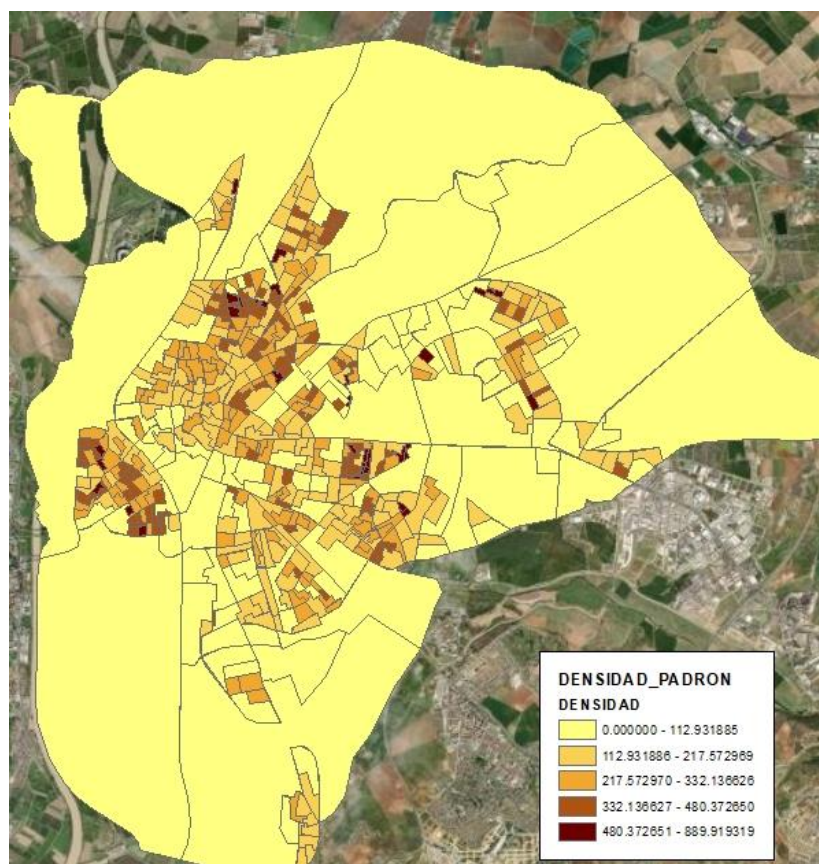 DENSIDAD_PADRON
DENSIDAD
0.000000 - 112.931885
112.931886 - 217.572969
217.572970 - 332.136626
332.136627 - 480.372650
480.372651 - 889.919319